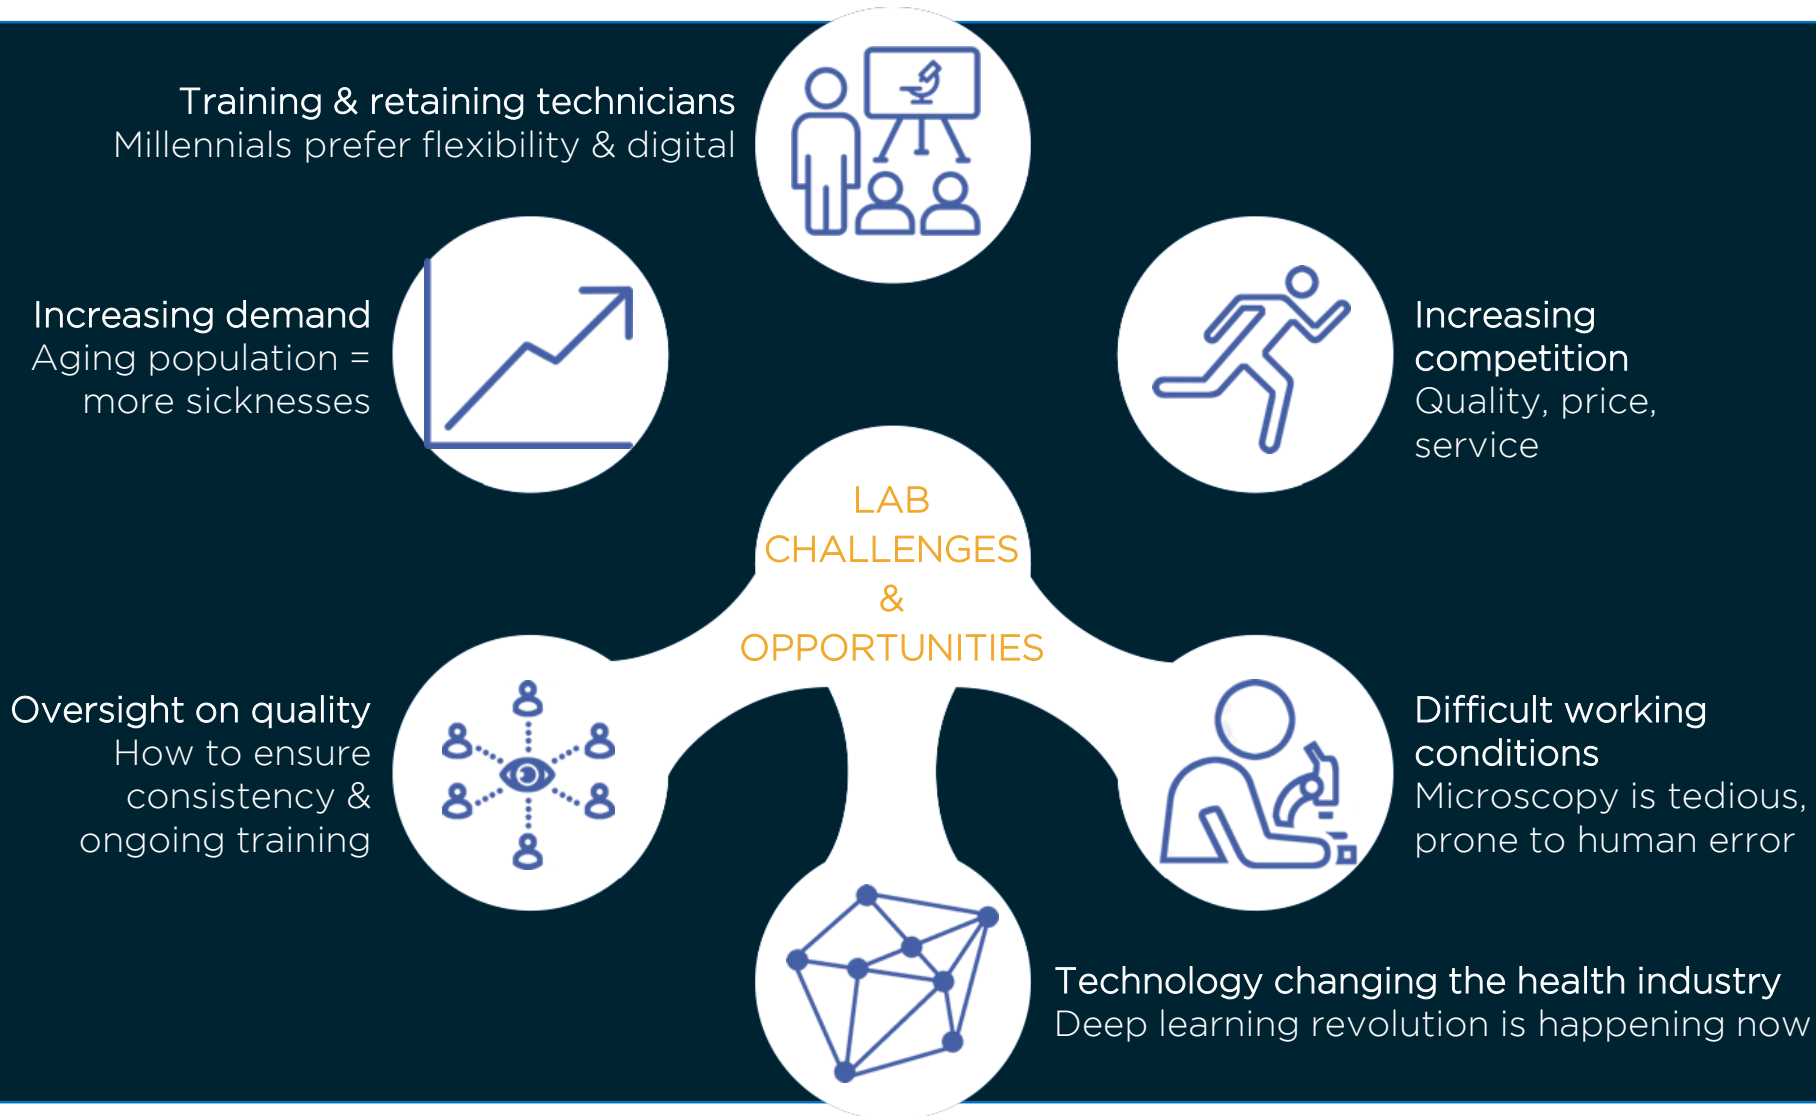 Training & retaining technicians
Millennials prefer flexibility & digital
Increasing demand
Aging population =
more sicknesses
Increasing
competition
Quality, price,
service
LAB
CHALLENGES
&
OPPORTUNITIES
Oversight on quality
How to ensure
consistency &
ongoing training
Difficult working
conditions
Microscopy is tedious,
prone to human error
Technology changing the health industry
Deep learning revolution is happening now